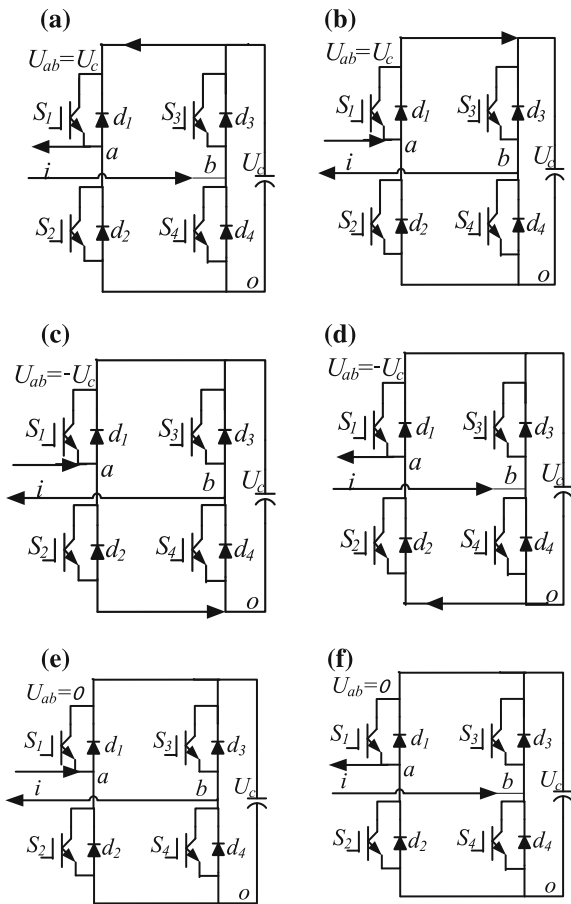 (a)
U_ab=U_c
S_1
d_1
S_3
d_3
a
i
b
U_c
S_2
d_2
S_4
d_4
o
(b)
U_ab=U_c
S_1
d_1
S_3
d_3
a
i
b
U_c
S_2
d_2
S_4
d_4
o
(c)
U_ab=-U_c
S_1
d_1
S_3
d_3
a
i
b
U_c
S_2
d_2
S_4
d_4
o
(d)
U_ab=-U_c
S_1
d_1
S_3
d_3
a
i
b
U_c
S_2
d_2
S_4
d_4
o
(e)
U_ab=0
S_1
d_1
S_3
d_3
a
i
b
U_c
S_2
d_2
S_4
d_4
o
(f)
U_ab=0
S_1
d_1
S_3
d_3
a
i
b
U_c
S_2
d_2
S_4
d_4
o